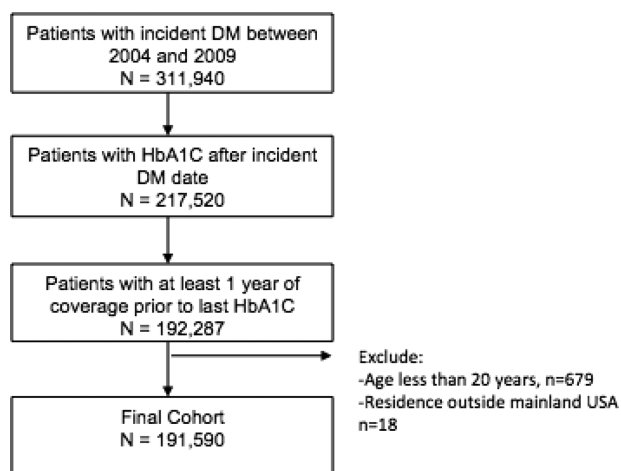 Patients with incident DM between
2004 and 2009
N = 311,940
Patients with HbA1C after incident
DM date
N = 217,520
Patients with at least 1 year of
coverage prior to last HbA1C
N = 192,287
Exclude:
-Age less than 20 years, n=679
-Residence outside mainland USA
n=18
Final Cohort
N = 191,590